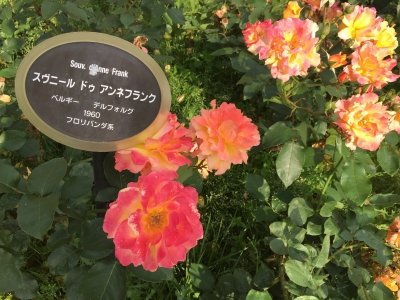 Souv. Anne Frank
スヴニール ドゥ アンネフランク
ベルギー デルフォルグ
1960
フロリバンダ系